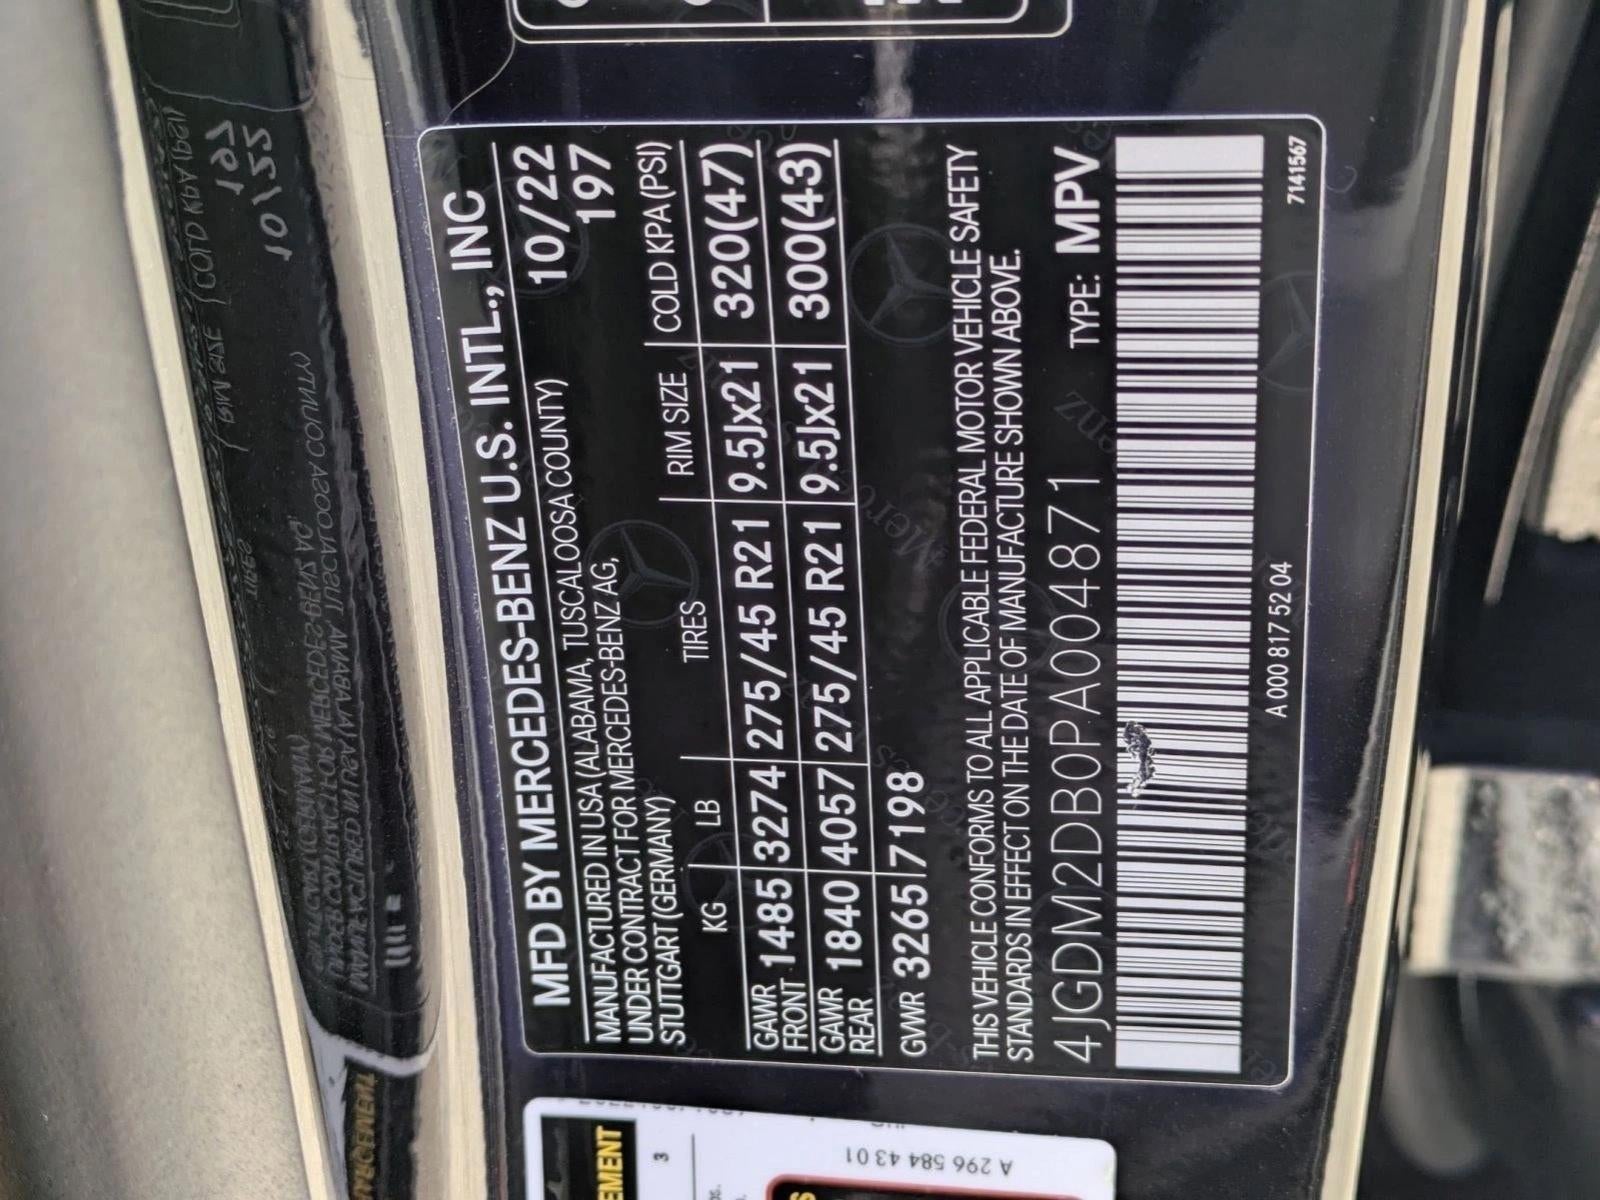 MFD BY MERCEDES-BENZ U.S. INTL., INC
MANUFACTURED IN USA (ALABAMA, TUSCALOOSA COUNTY) 10/22
UNDER CONTRACT FOR MERCEDES-BENZ AG, 197
STUTTGART (GERMANY)
KG LB TIRES RIM SIZE COLD KPA (PSI)
GAWR FRONT 1485 3274 275/45 R21 9.5Jx21 320(47)
GAWR REAR 1840 4057 275/45 R21 9.5Jx21 300(43)
GVWR 3265 7198
THIS VEHICLE CONFORMS TO ALL APPLICABLE FEDERAL MOTOR VEHICLE SAFETY
STANDARDS IN EFFECT ON THE DATE OF MANUFACTURE SHOWN ABOVE.
4JGDM2DB0PA004871 TYPE: MPV
A 000 817 52 04 7141567
EMENT
3
A 296 584 43 01